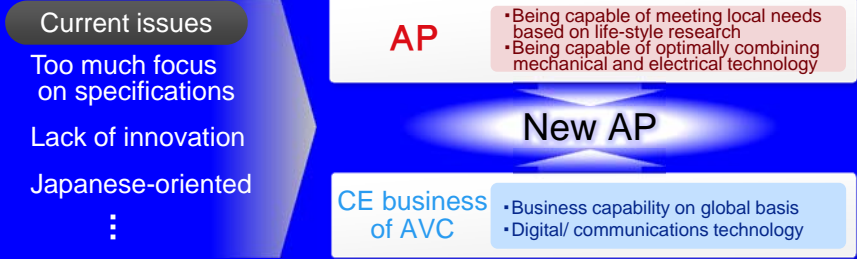 Current issues
Too much focus
on specifications
Lack of innovation
Japanese-oriented
⋮
AP
・Being capable of meeting local needs
based on life-style research
・Being capable of optimally combining
mechanical and electrical technology
New AP
CE business
of AVC
・Business capability on global basis
・Digital/ communications technology